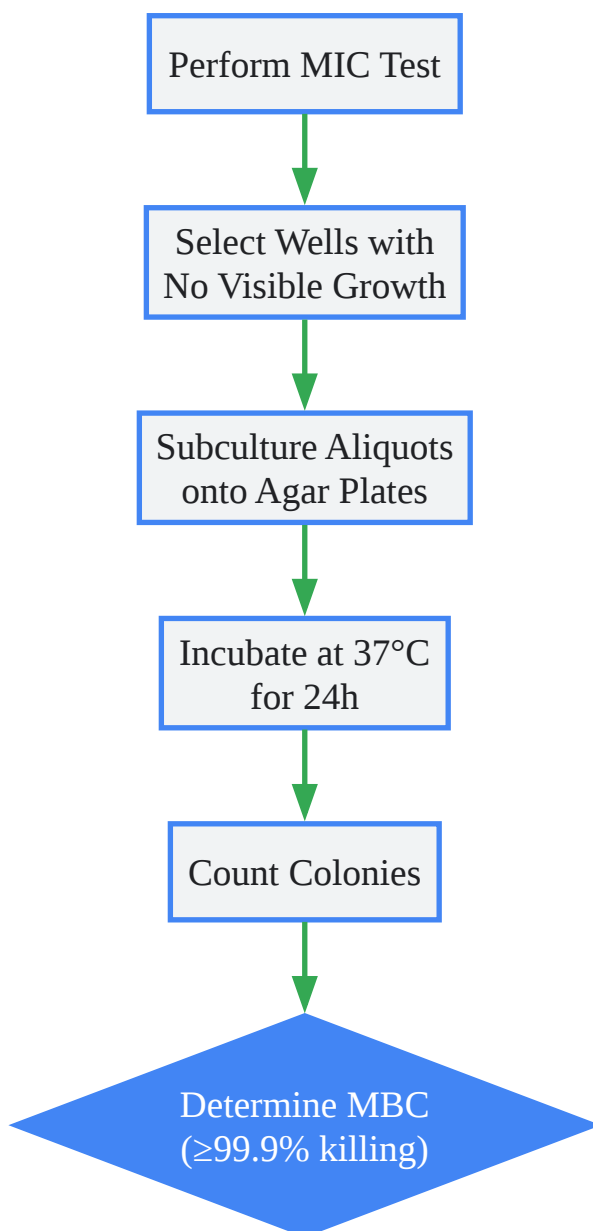 Perform MIC Test
Select Wells with
No Visible Growth
Subculture Aliquots
onto Agar Plates
Incubate at 37°C
for 24h
Count Colonies
Determine MBC
(≥99.9% killing)